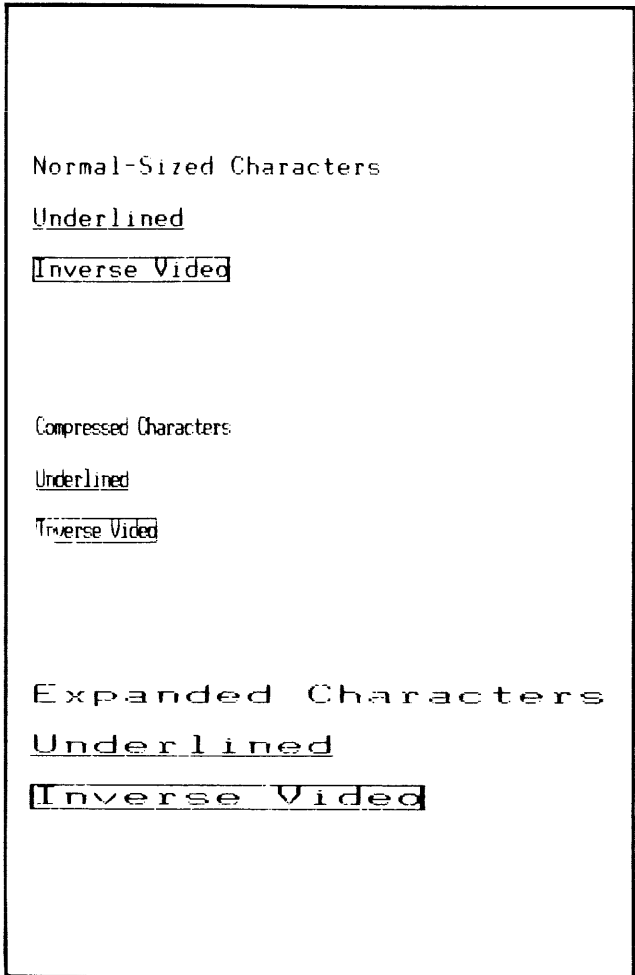 Normal-Sized Characters
Underlined
Inverse Video
Compressed Characters
Underlined
Inverse Video
Expanded Characters
Underlined
Inverse Video